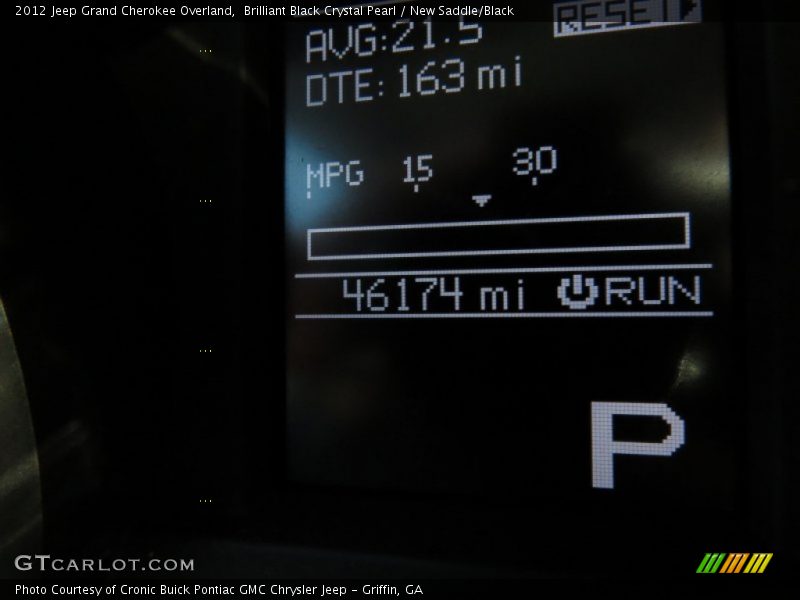 2012 Jeep Grand Cherokee Overland,  Brilliant Black Crystal Pearl / New Saddle/Black
RESET
AVG:21.5
DTE: 163 mi
MPG 15 30
46174 mi RUN
P
...
...
...
...
GTCARLOT.COM
Photo Courtesy of Cronic Buick Pontiac GMC Chrysler Jeep - Griffin, GA